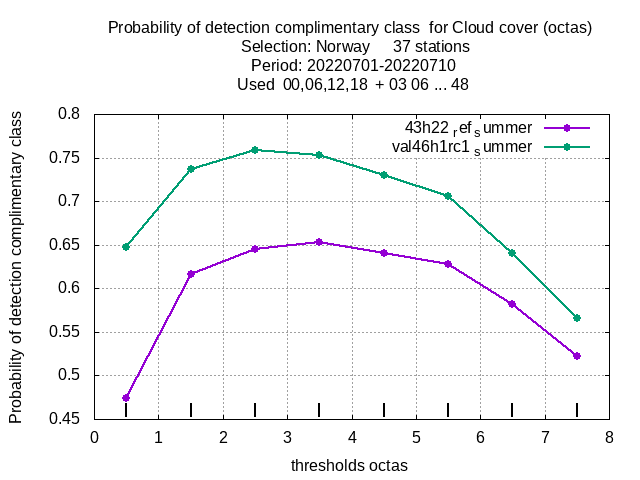 Probability of detection complimentary class  for Cloud cover (octas)
Selection: Norway     37 stations
Period: 20220701-20220710
Used  00,06,12,18  + 03 06 ... 48
Probability of detection complimentary class
0.8
0.75
0.7
0.65
0.6
0.55
0.5
0.45
43h22 ref summer
val46h1rc1 summer
0 1 2 3 4 5 6 7 8
thresholds octas